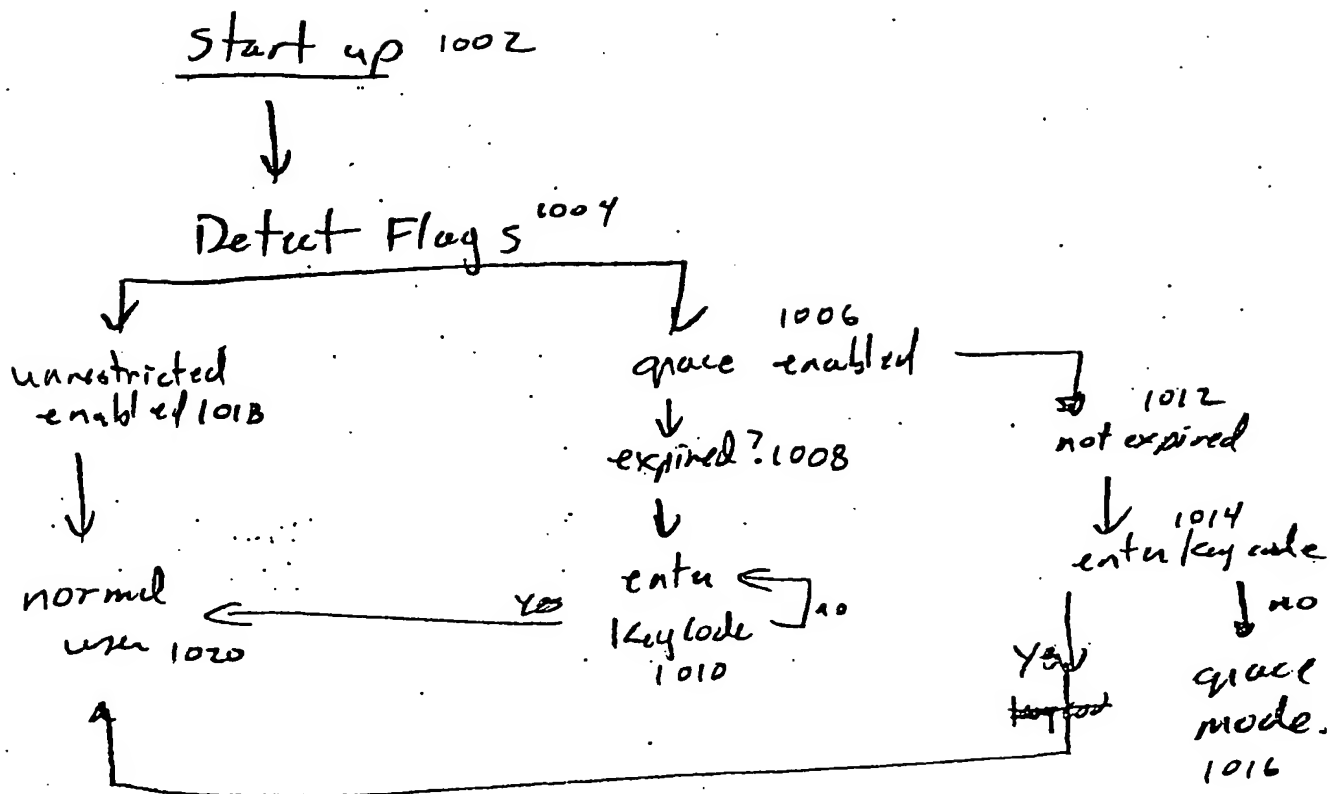 Start up 1002
Detect Flags 1004
unrestricted
enabled 1018
1006
grace enabled
expired? 1008
1012
not expired
1014
enter keycode
no
grace
mode.
1016
enter
no
keycode
1010
Yes
normal
user 1020
Yes